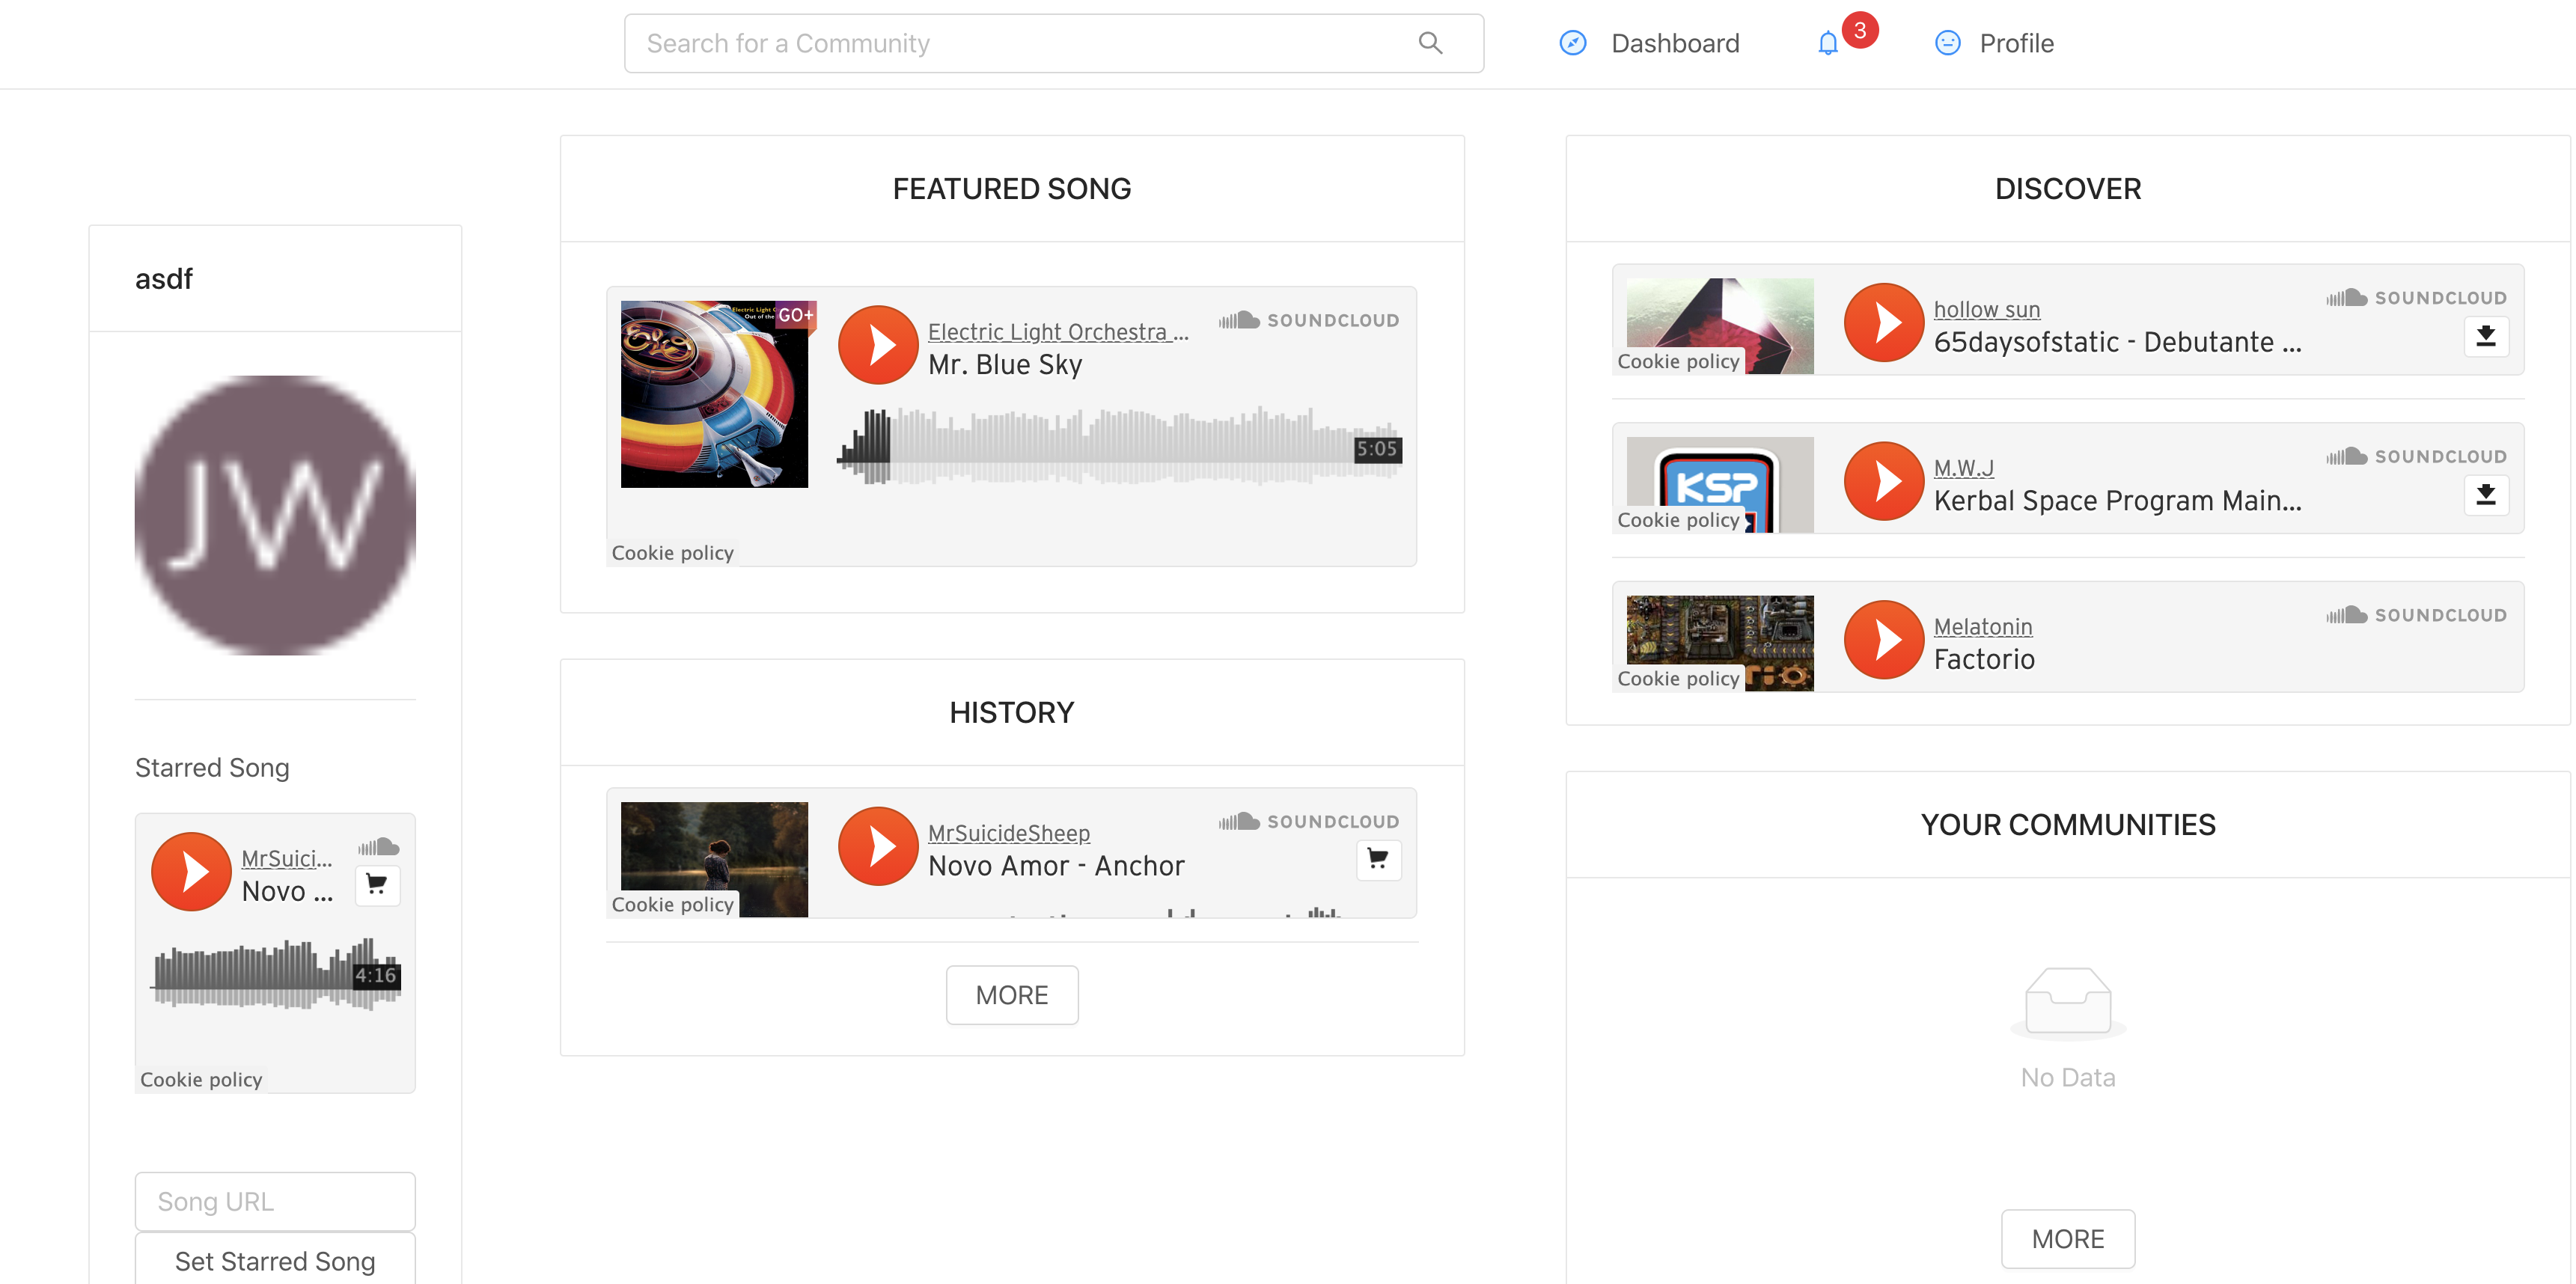 Search for a Community
Dashboard
3
Profile
asdf
JW
Starred Song
MrSuici...
Novo ...
4:16
Cookie policy
Song URL
Set Starred Song
FEATURED SONG
GO+
Electric Light Orchestra ...
Mr. Blue Sky
SOUNDCLOUD
5:05
Cookie policy
HISTORY
MrSuicideSheep
Novo Amor - Anchor
SOUNDCLOUD
Cookie policy
MORE
DISCOVER
hollow sun
65daysofstatic - Debutante ...
SOUNDCLOUD
Cookie policy
M.W.J
Kerbal Space Program Main...
SOUNDCLOUD
KSP
Cookie policy
Melatonin
Factorio
SOUNDCLOUD
Cookie policy
YOUR COMMUNITIES
No Data
MORE